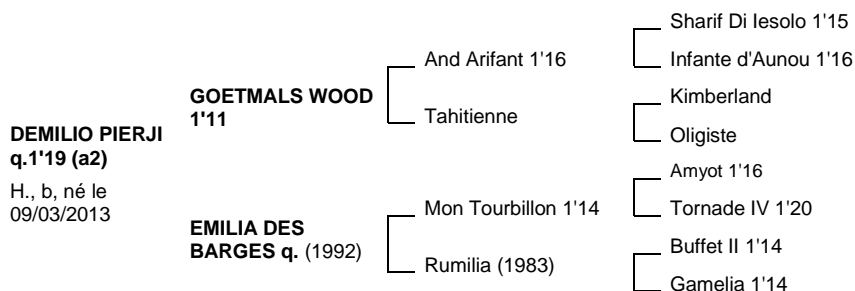 DEMILIO PIERJI
q.1'19 (a2)
H., b, né le
09/03/2013
GOETMALS WOOD
1'11
EMILIA DES
BARGES q. (1992)
And Arifant 1'16
Tahitienne
Mon Tourbillon 1'14
Rumilia (1983)
Sharif Di Iesolo 1'15
Infante d'Aunou 1'16
Kimberland
Oligiste
Amyot 1'16
Tornade IV 1'20
Buffet II 1'14
Gamelia 1'14